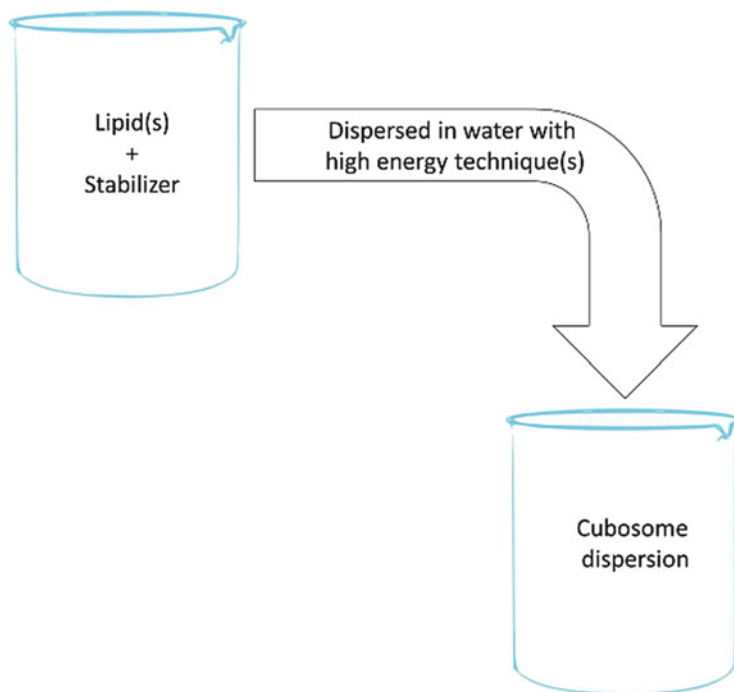 Lipid(s)
+
Stabilizer
Dispersed in water with
high energy technique(s)
Cubosome
dispersion